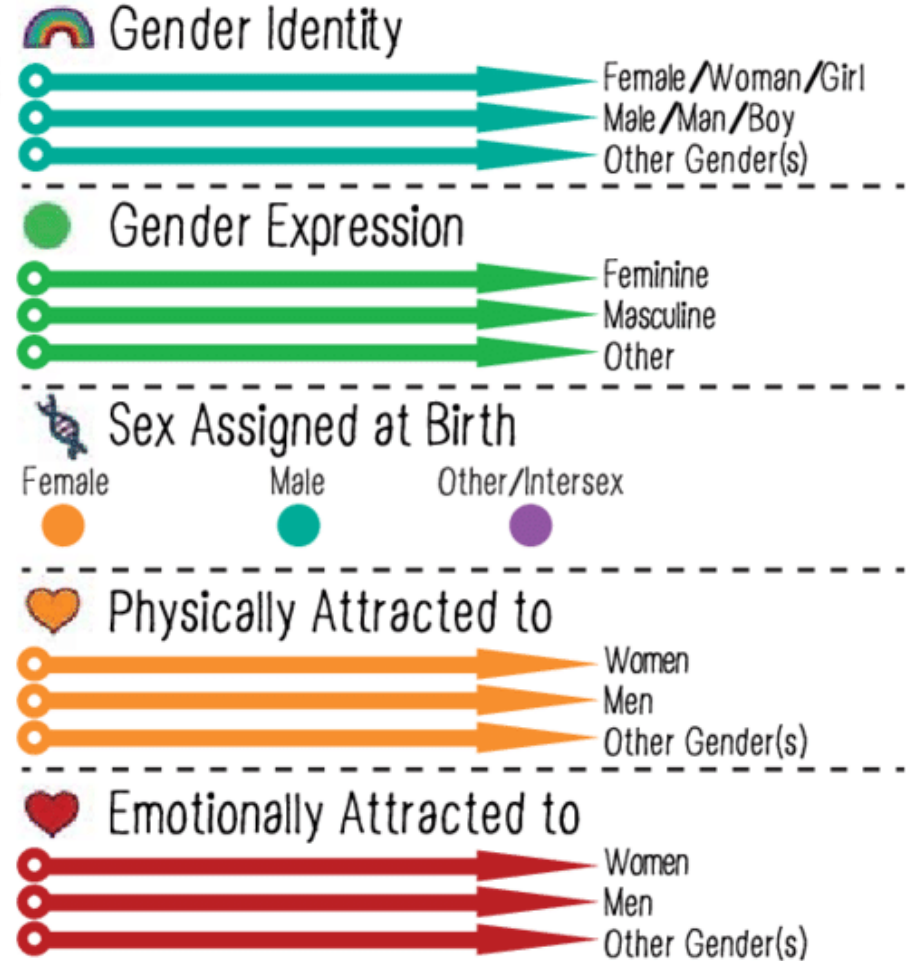 Gender Identity
Female/Woman/Girl
Male/Man/Boy
Other Gender(s)
Gender Expression
Feminine
Masculine
Other
Sex Assigned at Birth
Female Male Other/Intersex
Physically Attracted to
Women
Men
Other Gender(s)
Emotionally Attracted to
Women
Men
Other Gender(s)